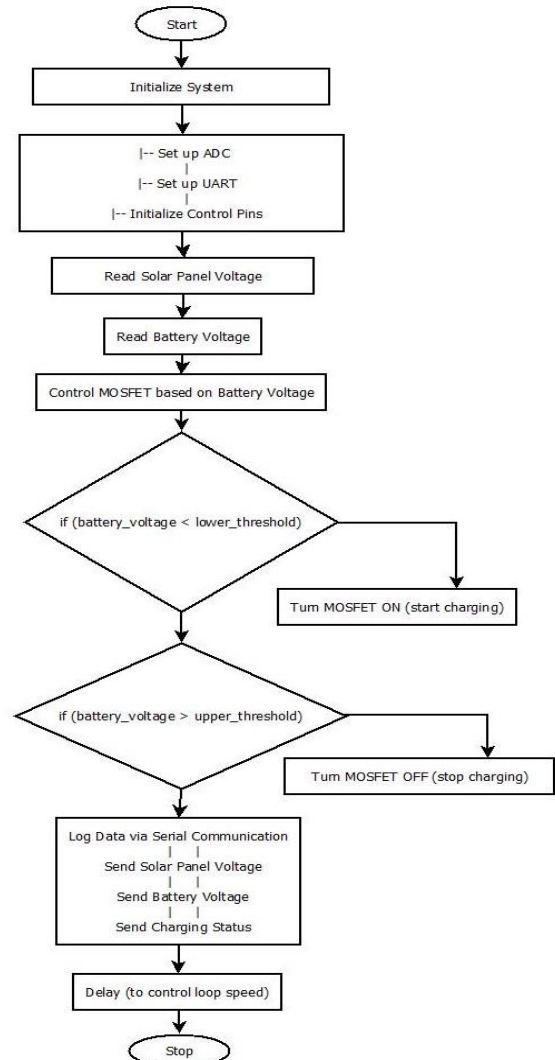 Start
Initialize System
|-- Set up ADC
|
|-- Set up UART
|
|-- Initialize Control Pins
Read Solar Panel Voltage
Read Battery Voltage
Control MOSFET based on Battery Voltage
if (battery_voltage < lower_threshold)
Turn MOSFET ON (start charging)
if (battery_voltage > upper_threshold)
Turn MOSFET OFF (stop charging)
Log Data via Serial Communication
| |
Send Solar Panel Voltage
| |
Send Battery Voltage
| |
Send Charging Status
Delay (to control loop speed)
Stop